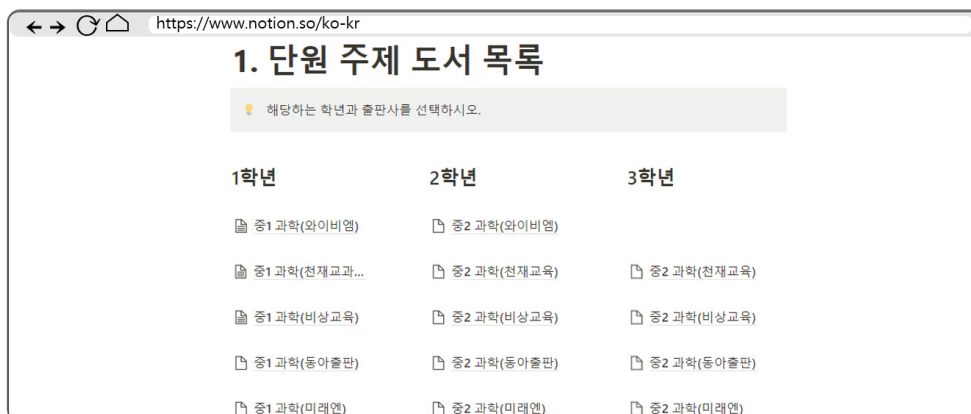 https://www.notion.so/ko-kr
1. 단원 주제 도서 목록
해당하는 학년과 출판사를 선택하시오.
1학년 2학년 3학년
중1 과학(와이비엠) 중2 과학(와이비엠)
중1 과학(천재교과... 중2 과학(천재교육) 중2 과학(천재교육)
중1 과학(비상교육) 중2 과학(비상교육) 중2 과학(비상교육)
중1 과학(동아출판) 중2 과학(동아출판) 중2 과학(동아출판)
중1 과학(미래엔) 중2 과학(미래엔) 중2 과학(미래엔)